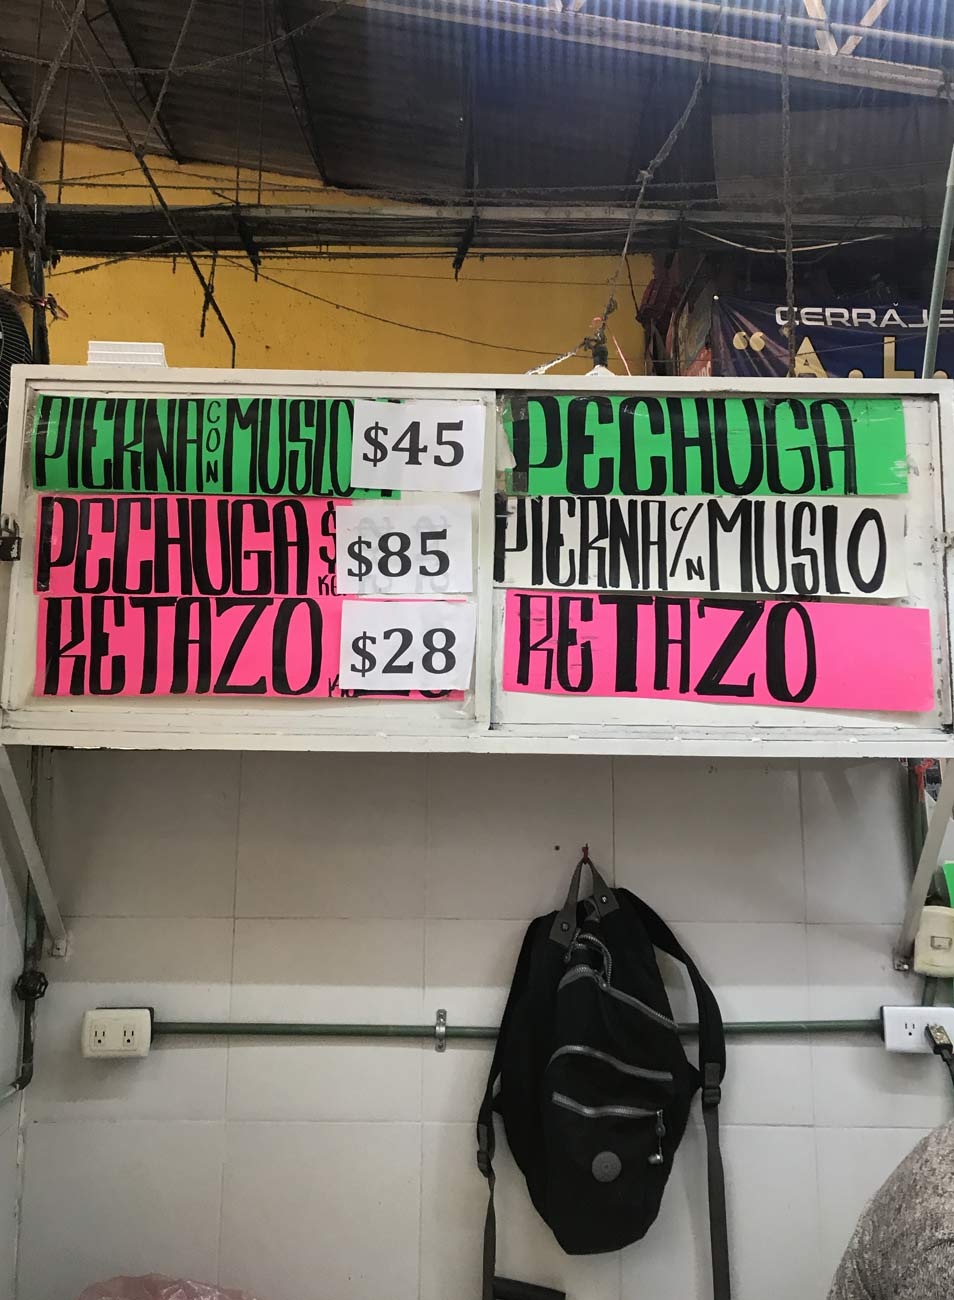 PIERNA CON MUSLO $45
PECHUGA $ $85
RETAZO $28
PECHUGA
PIERNA C/N MUSLO
RETAZO
CERRAJE
"A.L